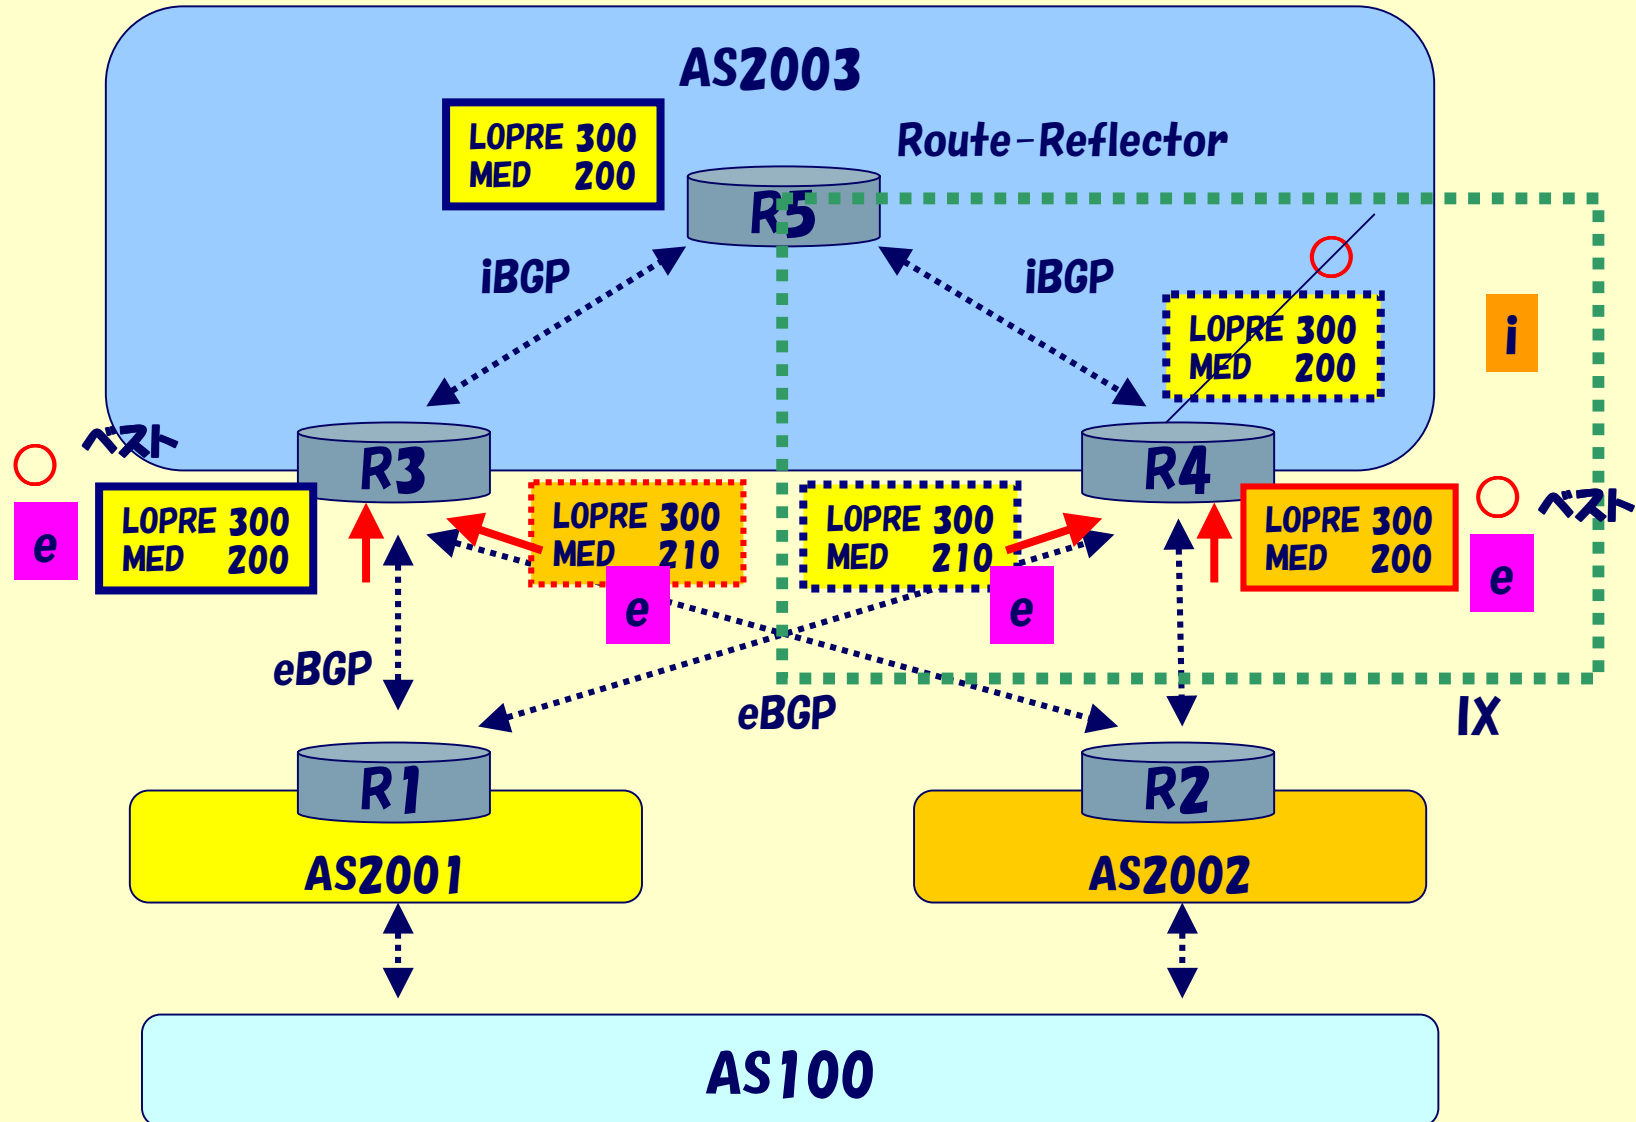 AS2003
LOPRE 300
MED 200
Route-Reflector
R5
iBGP
iBGP
LOPRE 300
MED 200
i
ベスト
R3
R4
e
LOPRE 300
MED 200
LOPRE 300
MED 210
e
LOPRE 300
MED 210
e
LOPRE 300
MED 200
ベスト
e
eBGP
eBGP
IX
R1
R2
AS2001
AS2002
AS100